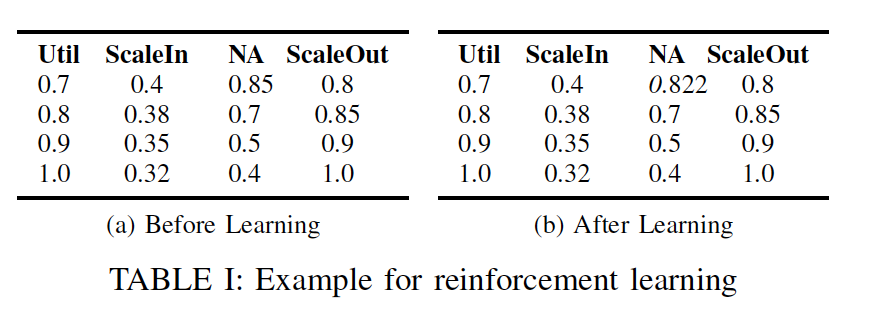 Util ScaleIn NA ScaleOut Util ScaleIn NA ScaleOut
0.7 0.4 0.85 0.8 0.7 0.4 0.822 0.8
0.8 0.38 0.7 0.85 0.8 0.38 0.7 0.85
0.9 0.35 0.5 0.9 0.9 0.35 0.5 0.9
1.0 0.32 0.4 1.0 1.0 0.32 0.4 1.0
(a) Before Learning (b) After Learning
TABLE I: Example for reinforcement learning